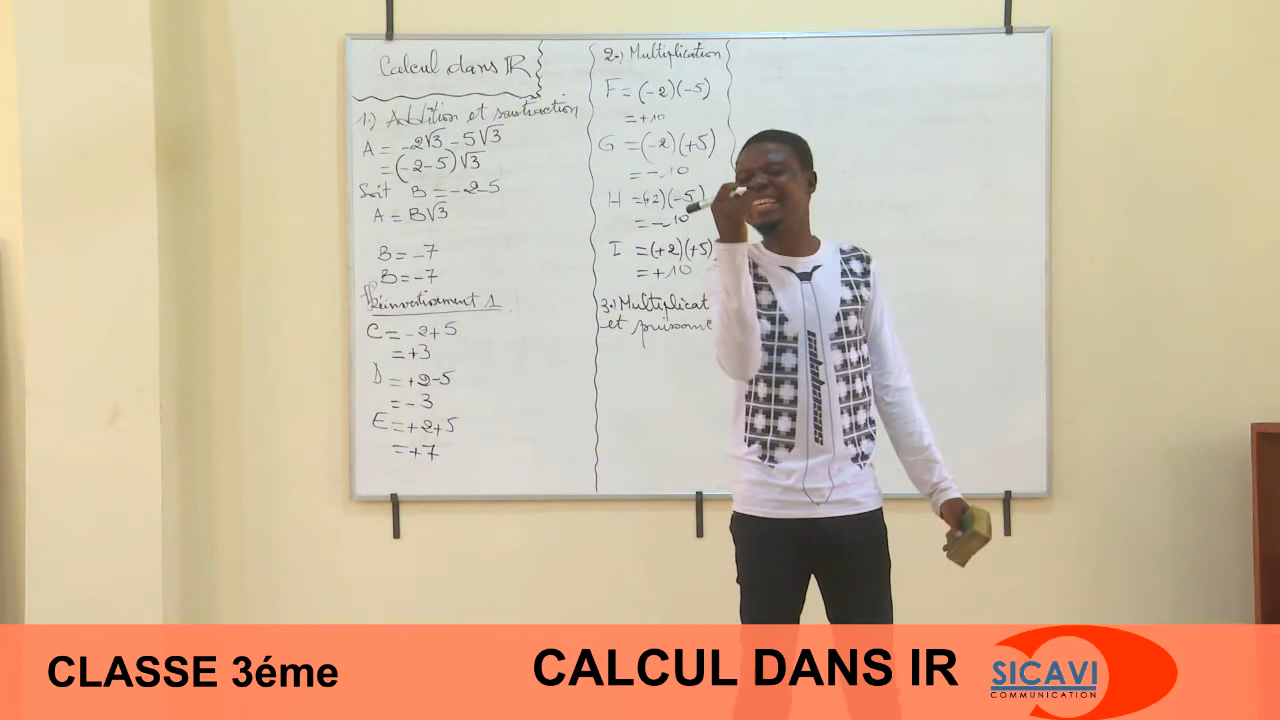 Calcul dans IR
1.) Addition et soustraction
A = -2√3 - 5√3
= (-2-5)√3
Soit B = -2-5
A = B√3
B = -7
B = -7
Réinvestissement 1
C = -2+5
= +3
D = +2-5
= -3
E = +2+5
= +7
2.) Multiplication
F = (-2)(-5)
= +10
G = (-2)(+5)
= -10
H = (+2)(-5)
= -10
I = (+2)(+5)
= +10
3.) Multiplicat
et puissance
calabasas
CLASSE 3éme
CALCUL DANS IR
SICAVI
COMMUNICATION